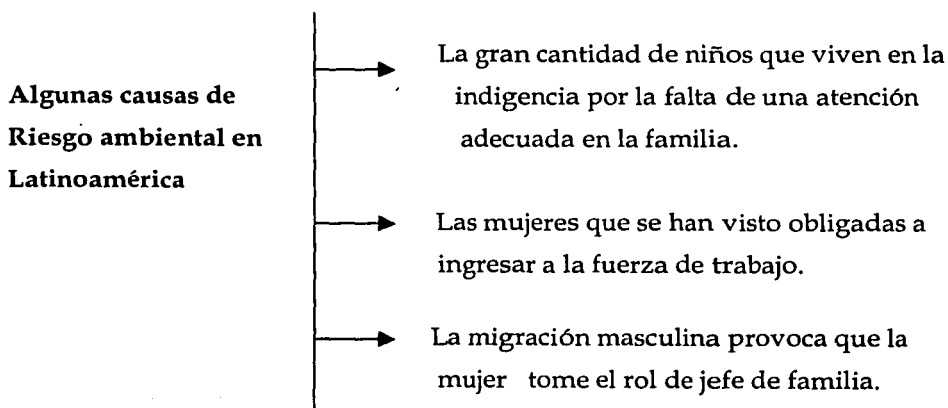 Algunas causas de
Riesgo ambiental en
Latinoamérica
La gran cantidad de niños que viven en la
indigencia por la falta de una atención
adecuada en la familia.
Las mujeres que se han visto obligadas a
ingresar a la fuerza de trabajo.
La migración masculina provoca que la
mujer tome el rol de jefe de familia.